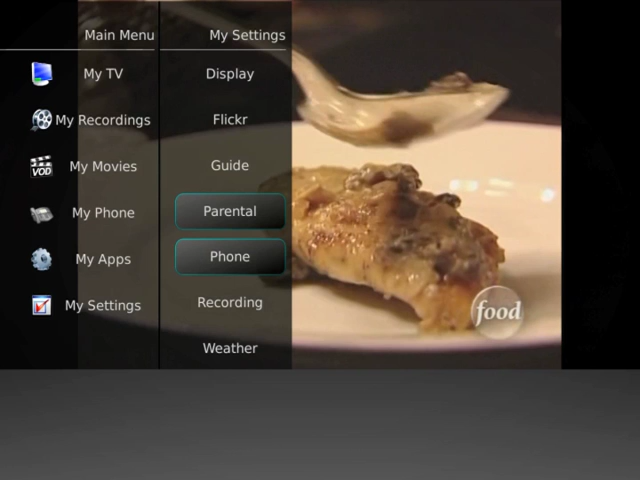 Main Menu
My TV
My Recordings
VOD
My Movies
My Phone
My Apps
My Settings
My Settings
Display
Flickr
Guide
Parental
Phone
Recording
Weather
food